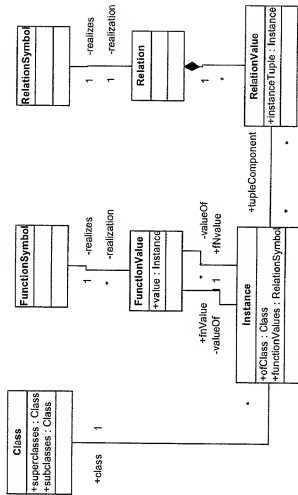 Class
+superclasses : Class
+subclasses : Class
+class
1
*
FunctionSymbol
-realizes
1
-realization
*
FunctionValue
+value : Instance
+fnValue
-valueOf
*
1
-valueOf
+fNvalue
Instance
+ofClass : Class
+functionValues : RelationSymbol
RelationSymbol
-realizes
1
-realization
1
Relation
1
*
RelationValue
+instanceTuple : Instance
+tupleComponent
*
*